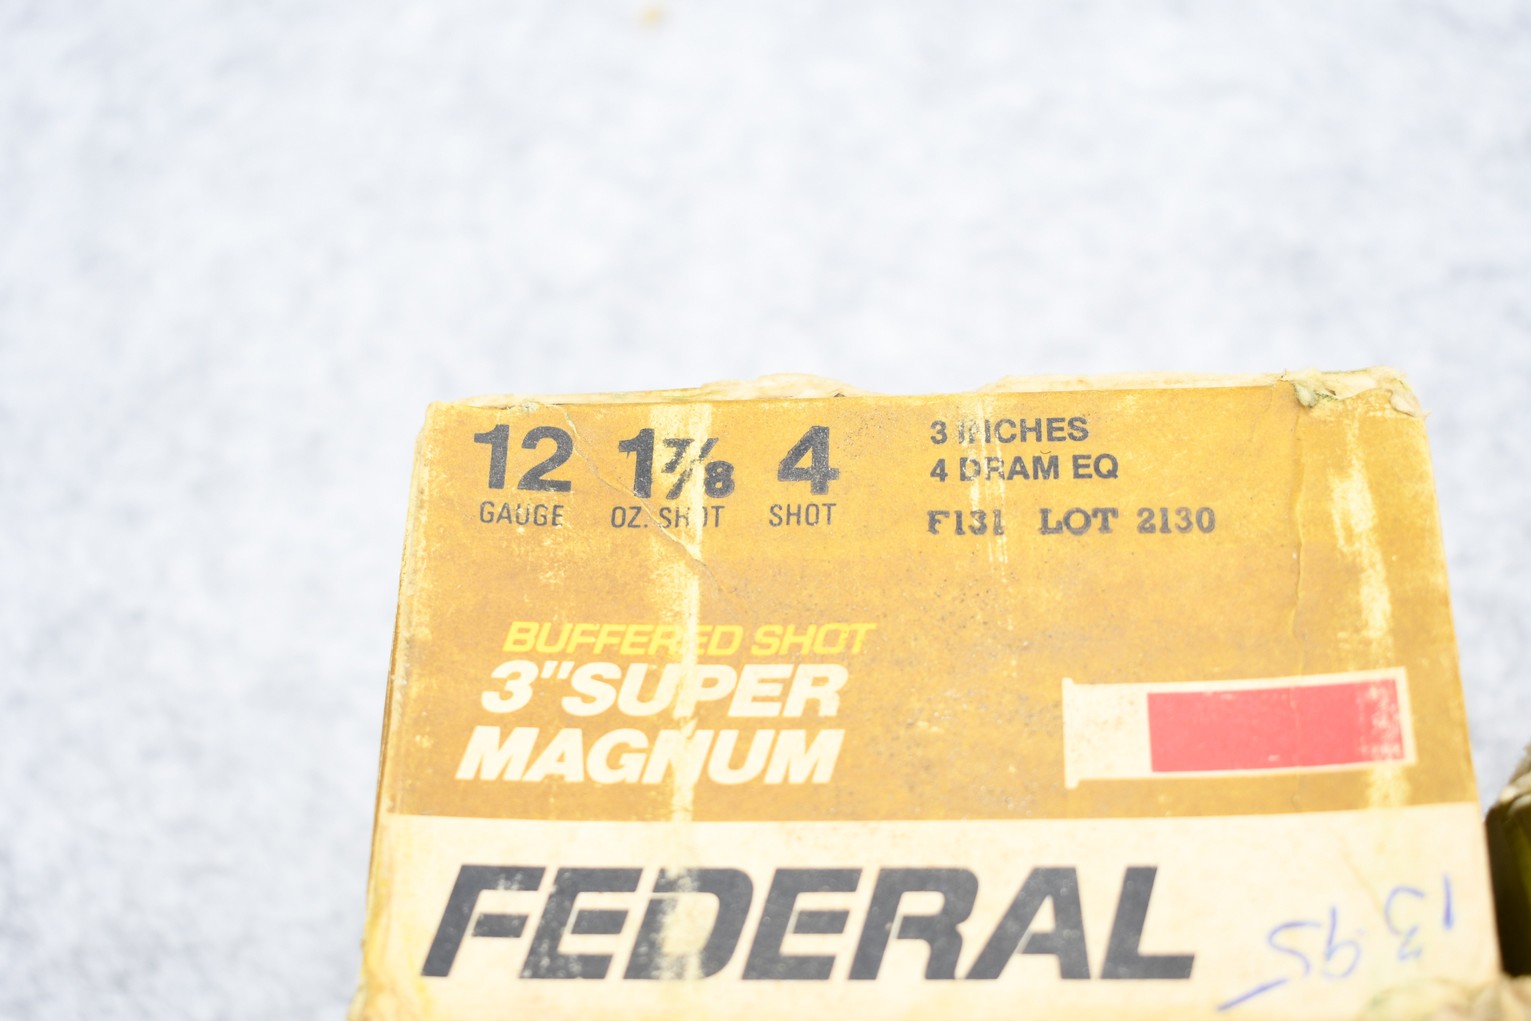 12 1⅞ 4
GAUGE OZ. SHOT SHOT
3 INCHES
4 DRAM EQ
F131 LOT 2130
BUFFERED SHOT
3" SUPER
MAGNUM
FEDERAL
13.95